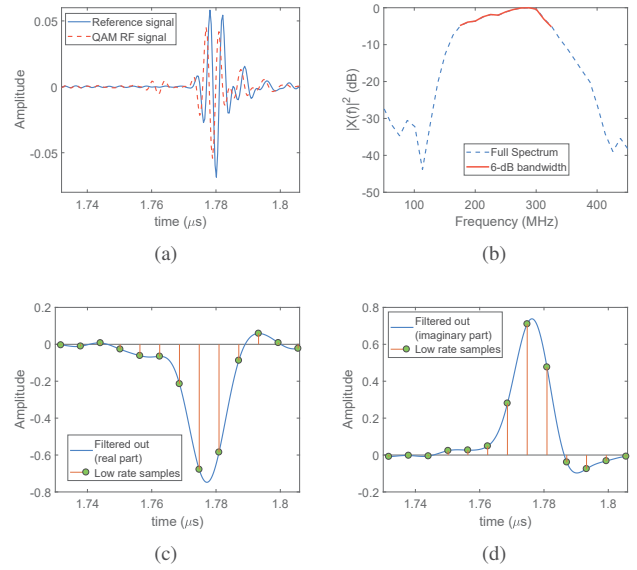 0.05
0
-0.05
Amplitude
Reference signal
QAM RF signal
1.74
1.76
1.78
1.8
time (μs)
(a)
0
-10
-20
-30
-40
-50
|X(f)|² (dB)
Full Spectrum
6-dB bandwidth
100
200
300
400
Frequency (MHz)
(b)
0.2
0
-0.2
-0.4
-0.6
-0.8
Amplitude
Filtered out
(real part)
Low rate samples
1.74
1.76
1.78
1.8
time (μs)
(c)
0.8
0.6
0.4
0.2
0
-0.2
Amplitude
Filtered out
(imaginary part)
Low rate samples
1.74
1.76
1.78
1.8
time (μs)
(d)